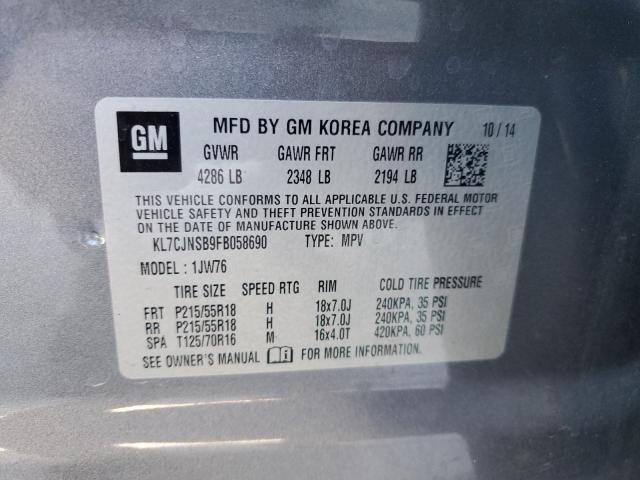 GM MFD BY GM KOREA COMPANY 10/14
GVWR GAWR FRT GAWR RR
4286 LB 2348 LB 2194 LB
THIS VEHICLE CONFORMS TO ALL APPLICABLE U.S. FEDERAL MOTOR
VEHICLE SAFETY AND THEFT PREVENTION STANDARDS IN EFFECT
ON THE DATE OF MANUFACTURE SHOWN ABOVE.
KL7CJNSB9FB058690 TYPE: MPV
MODEL: 1JW76
TIRE SIZE SPEED RTG RIM COLD TIRE PRESSURE
FRT P215/55R18 H 18x7.0J 240KPA, 35 PSI
RR P215/55R18 H 18x7.0J 240KPA, 35 PSI
SPA T125/70R16 M 16x4.0T 420KPA, 60 PSI
SEE OWNER'S MANUAL FOR MORE INFORMATION.